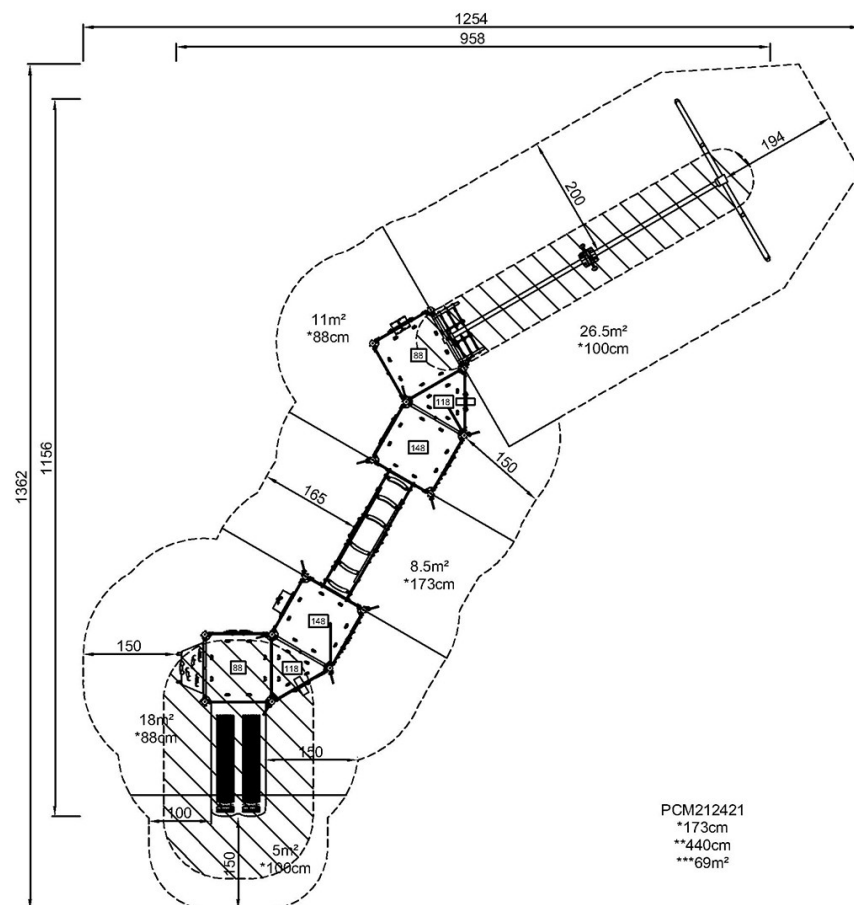 1254
958
1362
1156
194
200
11m²
*88cm
88
26.5m²
*100cm
118
148
150
165
8.5m²
*173cm
148
150
88
118
18m²
*88cm
150
100
150
5m²
*100cm
PCM212421
*173cm
**440cm
***69m²